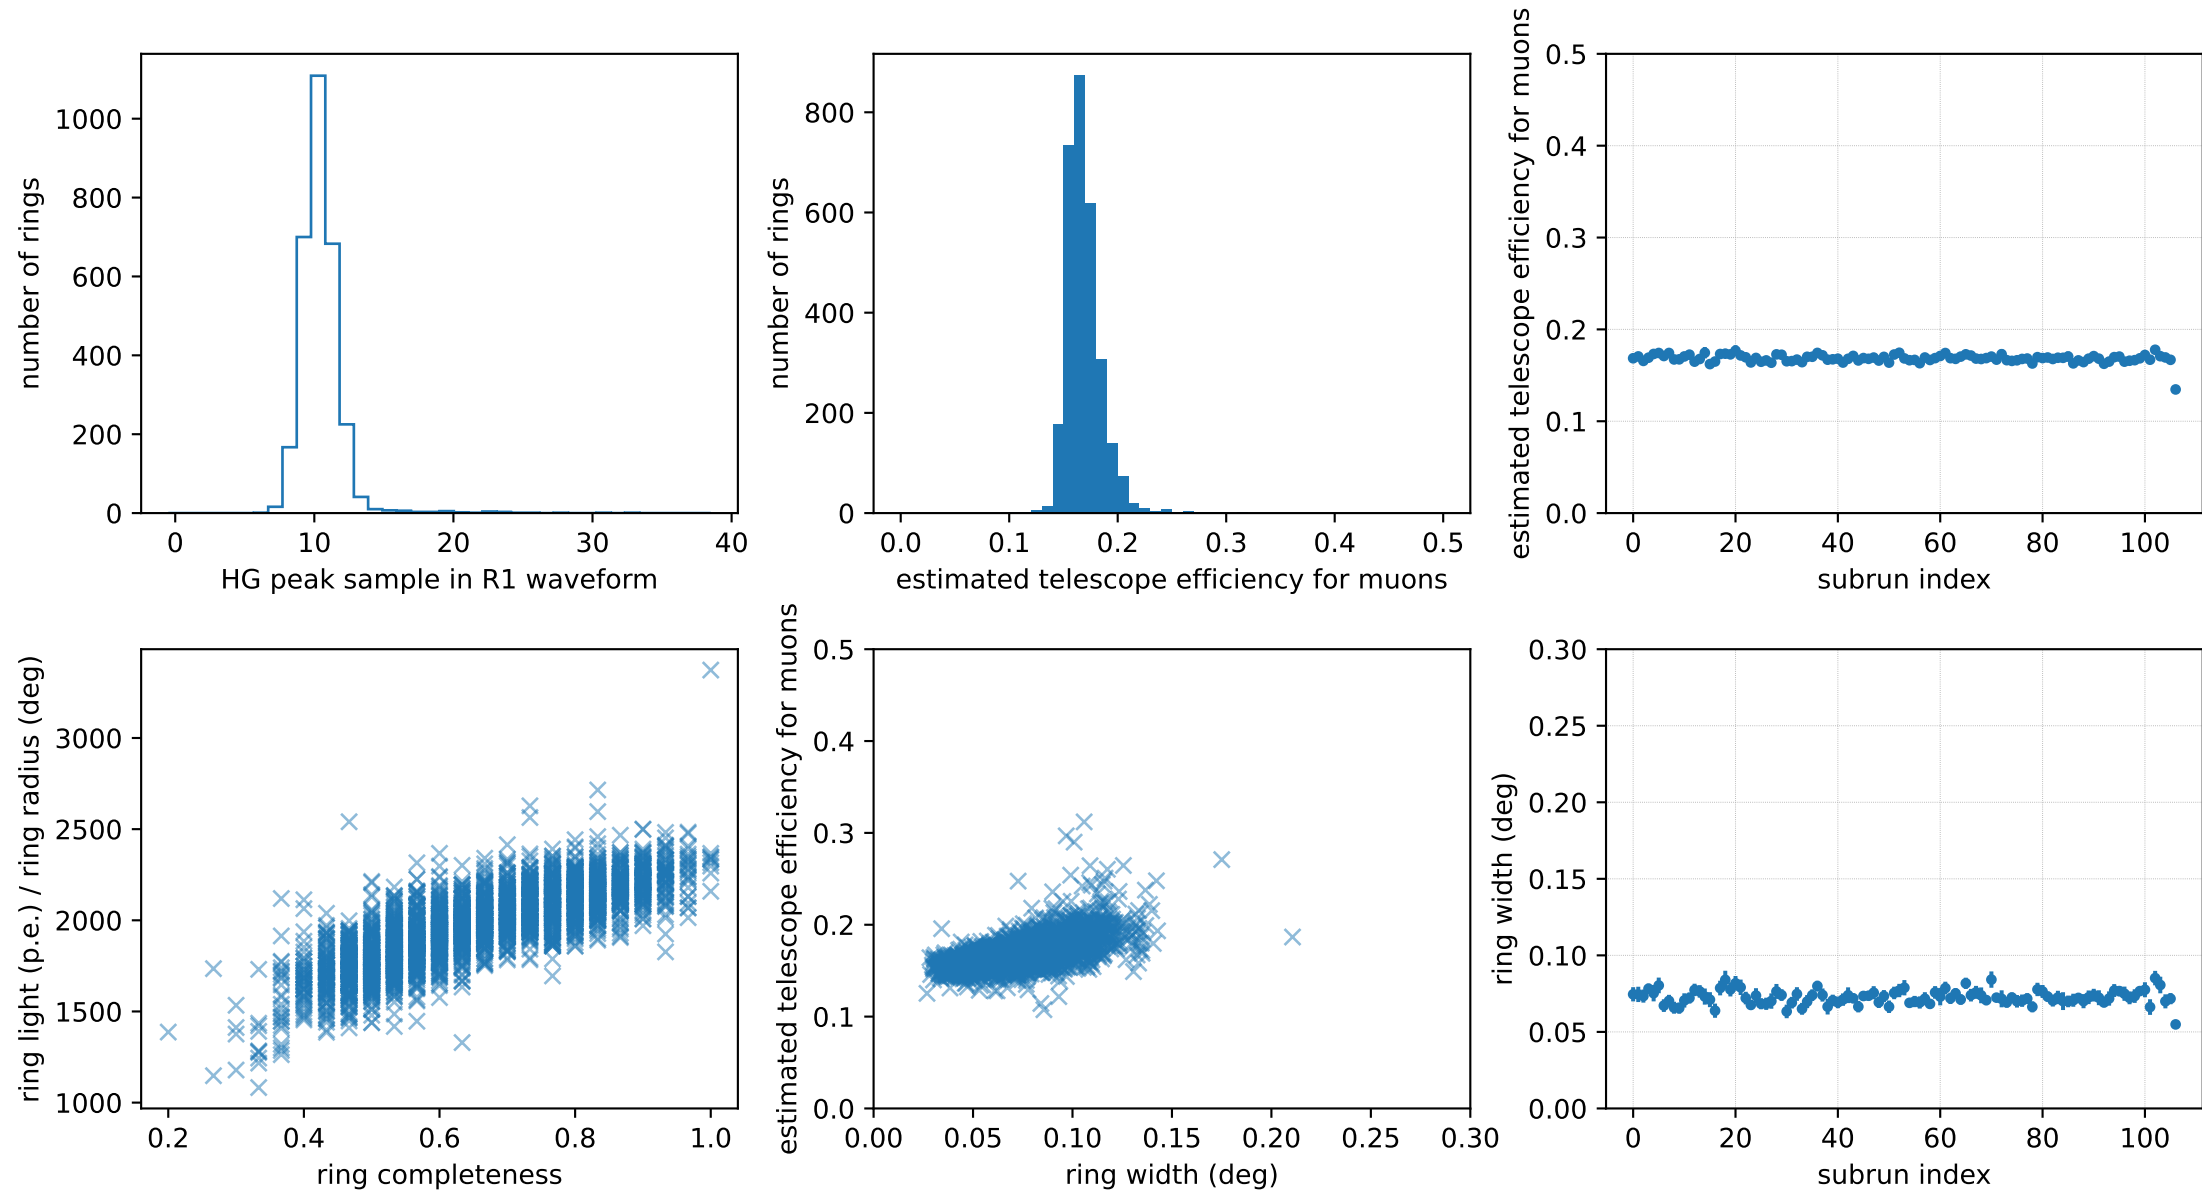 number of rings
1000
800
600
400
200
0
0 10 20 30 40
HG peak sample in R1 waveform
number of rings
800
600
400
200
0
0.0 0.1 0.2 0.3 0.4 0.5
estimated telescope efficiency for muons
estimated telescope efficiency for muons
0.5
0.4
0.3
0.2
0.1
0.0
0 20 40 60 80 100
subrun index
ring light (p.e.) / ring radius (deg)
3000
2500
2000
1500
1000
0.2 0.4 0.6 0.8 1.0
ring completeness
estimated telescope efficiency for muons
0.5
0.4
0.3
0.2
0.1
0.0
0.00 0.05 0.10 0.15 0.20 0.25 0.30
ring width (deg)
ring width (deg)
0.30
0.25
0.20
0.15
0.10
0.05
0.00
0 20 40 60 80 100
subrun index